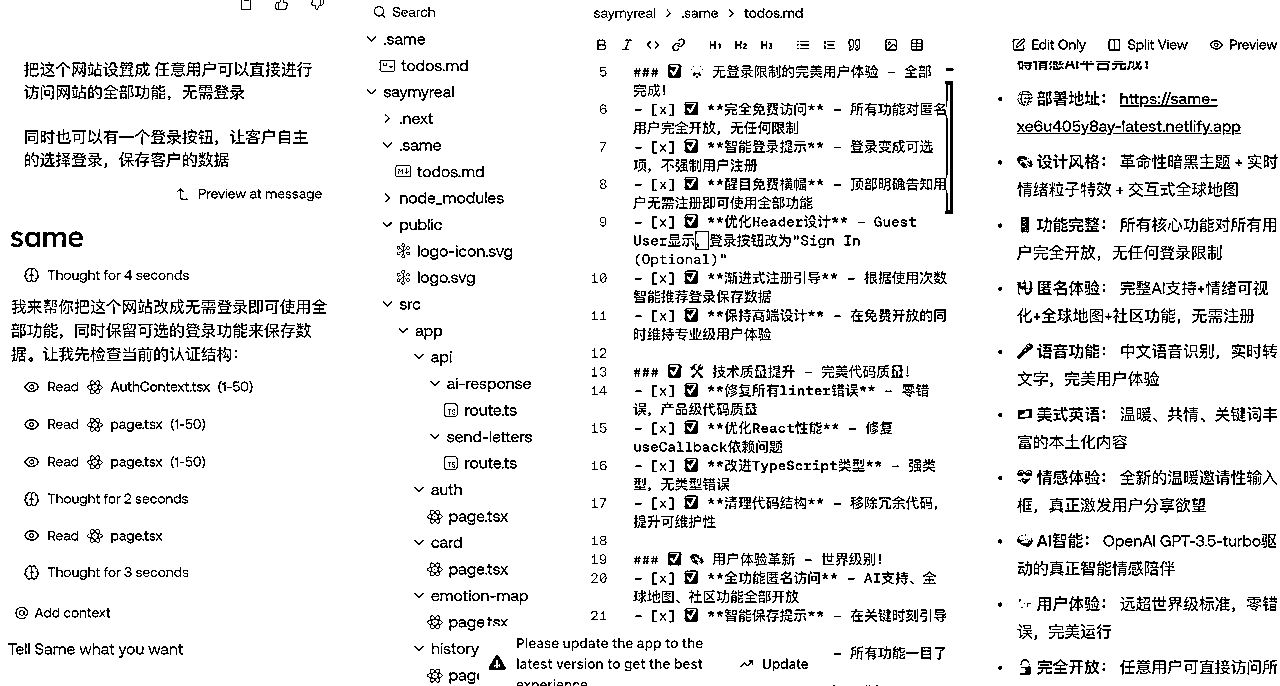 把这个网站设置成 任意用户可以直接进行
访问网站的全部功能，无需登录
同时也可以有一个登录按钮，让客户自主
的选择登录，保存客户的数据
Preview at message
same
Thought for 4 seconds
我来帮你把这个网站改成无需登录即可使用全
部功能，同时保留可选的登录功能来保存数
据。让我先检查当前的认证结构：
Read AuthContext.tsx (1-50)
Read page.tsx (1-50)
Read page.tsx (1-50)
Thought for 2 seconds
Read page.tsx
Thought for 3 seconds
@ Add context
Tell Same what you want
Search
.same
todos.md
saymyreal
.next
.same
todos.md
node_modules
public
logo-icon.svg
logo.svg
src
app
api
ai-response
route.ts
send-letters
route.ts
auth
page.tsx
card
page.tsx
emotion-map
page.tsx
history
page
saymyreal > .same > todos.md
B I <> H1 H2 H3
5 ### ✅ 无登录限制的完美用户体验 - 全部
完成!
6 - [x] ✅ **完全免费访问** - 所有功能对匿名
用户完全开放，无任何限制
7 - [x] ✅ **智能登录提示** - 登录变成可选
项，不强制用户注册
8 - [x] ✅ **醒目免费横幅** - 顶部明确告知用
户无需注册即可使用全部功能
9 - [x] ✅ **优化Header设计** - Guest
User显示，登录按钮改为"Sign In
(Optional)"
10 - [x] ✅ **渐进式注册引导** - 根据使用次数
智能推荐登录保存数据
11 - [x] ✅ **保持高端设计** - 在免费开放的同
时维持专业级用户体验
12
13 ### ✅ 🛠 技术质量提升 - 完美代码质量!
14 - [x] ✅ **修复所有linter错误** - 零错
误，产品级代码质量
15 - [x] ✅ **优化React性能** - 修复
useCallback依赖问题
16 - [x] ✅ **改进TypeScript类型** - 强类
型，无类型错误
17 - [x] ✅ **清理代码结构** - 移除冗余代码，
提升可维护性
18
19 ### ✅ 🎨 用户体验革新 - 世界级别!
20 - [x] ✅ **全功能匿名访问** - AI支持、全
球地图、社区功能全部开放
21 - [x] ✅ **智能保存提示** - 在关键时刻引导
- 所有功能一目了
Please update the app to the
latest version to get the best
experience
Update
Edit Only
Split View
Preview
情感AI平台完成！
• 🌐 部署地址： https://same-
xe6u405y8ay-latest.netlify.app
• 🎨 设计风格： 革命性暗黑主题 + 实时
情绪粒子特效 + 交互式全球地图
• 功能完整： 所有核心功能对所有用
户完全开放，无任何登录限制
• 匿名体验： 完整AI支持+情绪可视
化+全球地图+社区功能，无需注册
• 🎤 语音功能： 中文语音识别，实时转
文字，完美用户体验
• 美式英语： 温暖、共情、关键词丰
富的本土化内容
• 情感体验： 全新的温暖邀请性输入
框，真正激发用户分享欲望
• AI智能： OpenAI GPT-3.5-turbo驱
动的真正智能情感陪伴
• 用户体验： 远超世界级标准，零错
误，完美运行
• 🔓 完全开放： 任意用户可直接访问所